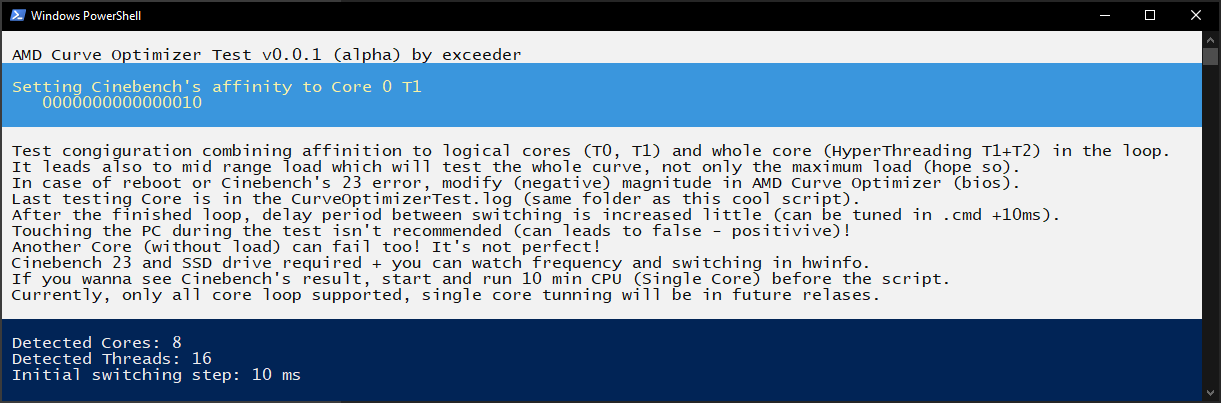 Windows PowerShell
AMD Curve Optimizer Test v0.0.1 (alpha) by exceeder
Setting Cinebench's affinity to Core 0 T1
0000000000000010
Test congiguration combining affinition to logical cores (T0, T1) and whole core (HyperThreading T1+T2) in the loop.
It leads also to mid range load which will test the whole curve, not only the maximum load (hope so).
In case of reboot or Cinebench's 23 error, modify (negative) magnitude in AMD Curve Optimizer (bios).
Last testing Core is in the CurveOptimizerTest.log (same folder as this cool script).
After the finished loop, delay period between switching is increased little (can be tuned in .cmd +10ms).
Touching the PC during the test isn't recommended (can leads to false - positivive)!
Another Core (without load) can fail too! It's not perfect!
Cinebench 23 and SSD drive required + you can watch frequency and switching in hwinfo.
If you wanna see Cinebench's result, start and run 10 min CPU (Single Core) before the script.
Currently, only all core loop supported, single core tunning will be in future relases.
Detected Cores: 8
Detected Threads: 16
Initial switching step: 10 ms